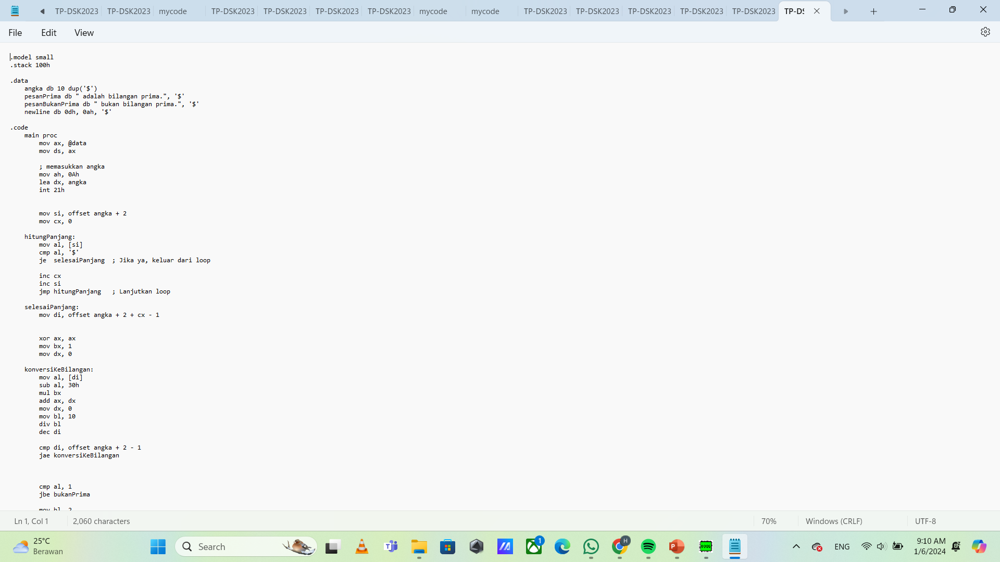 TP-DSK2023 TP-DSK2023 mycode TP-DSK2023 TP-DSK2023 TP-DSK2023 TP-DSK2023 mycode mycode TP-DSK2023 TP-DSK2023 TP-DSK2023 TP-DSK2023 TP-DSK2023 TP-DS
File Edit View
.model small
.stack 100h
.data
angka db 10 dup('$')
pesanPrima db " adalah bilangan prima.", '$'
pesanBukanPrima db " bukan bilangan prima.", '$'
newline db 0dh, 0ah, '$'
.code
main proc
mov ax, @data
mov ds, ax
; memasukkan angka
mov ah, 0Ah
lea dx, angka
int 21h
mov si, offset angka + 2
mov cx, 0
hitungPanjang:
mov al, [si]
cmp al, '$'
je  selesaiPanjang  ; Jika ya, keluar dari loop
inc cx
inc si
jmp hitungPanjang   ; Lanjutkan loop
selesaiPanjang:
mov di, offset angka + 2 + cx - 1
xor ax, ax
mov bx, 1
mov dx, 0
konversiKeBilangan:
mov al, [di]
sub al, 30h
mul bx
add ax, dx
mov dx, 0
mov bl, 10
div bl
dec di
cmp di, offset angka + 2 - 1
jae konversiKeBilangan
cmp al, 1
jbe bukanPrima
mov bl, 2
Ln 1, Col 1 2,060 characters 70% Windows (CRLF) UTF-8
25°C
Berawan
Search
1
H
8086
ENG
9:10 AM
1/6/2024